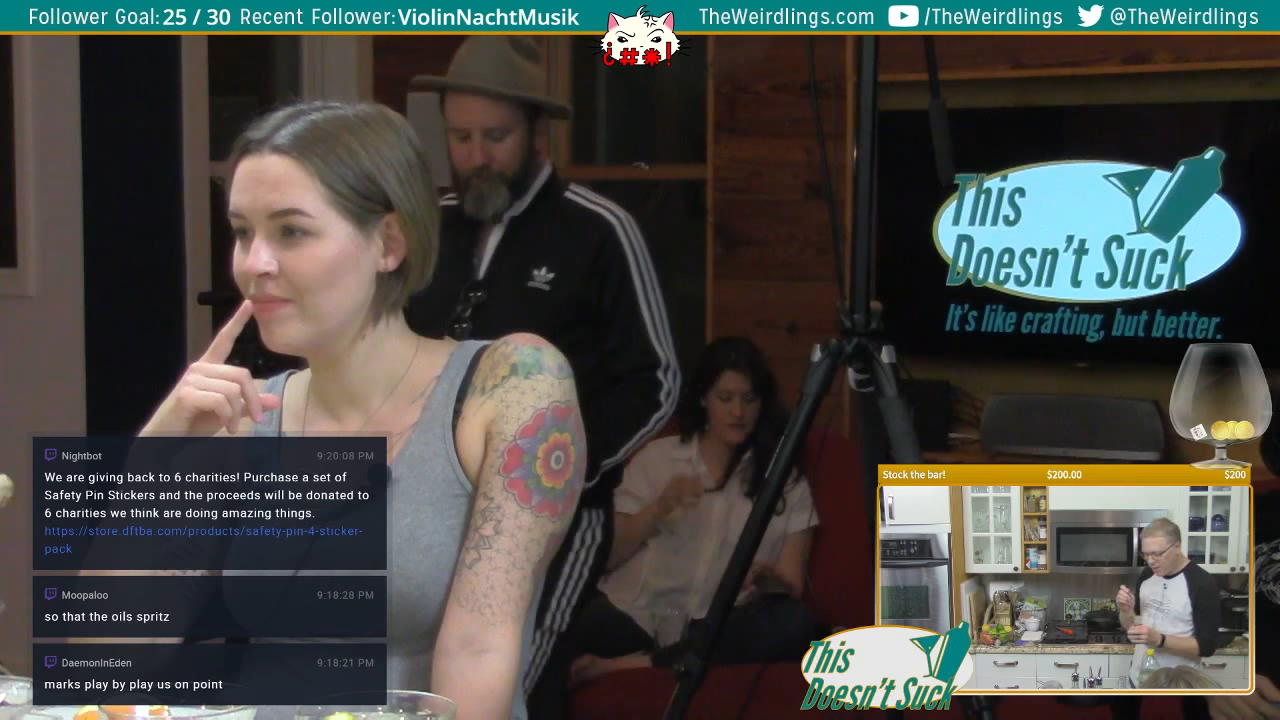 Follower Goal: 25 / 30 Recent Follower: ViolinNachtMusik
TheWeirdlings.com /TheWeirdlings @TheWeirdlings
¿#*!
This
Doesn't Suck
It's like crafting, but better.
Nightbot 9:20:08 PM
We are giving back to 6 charities! Purchase a set of
Safety Pin Stickers and the proceeds will be donated to
6 charities we think are doing amazing things.
https://store.dftba.com/products/safety-pin-4-sticker-
pack
Moopaloo 9:18:28 PM
so that the oils spritz
DaemonInEden 9:18:21 PM
marks play by play us on point
Stock the bar! $200.00 $200
This
Doesn't Suck